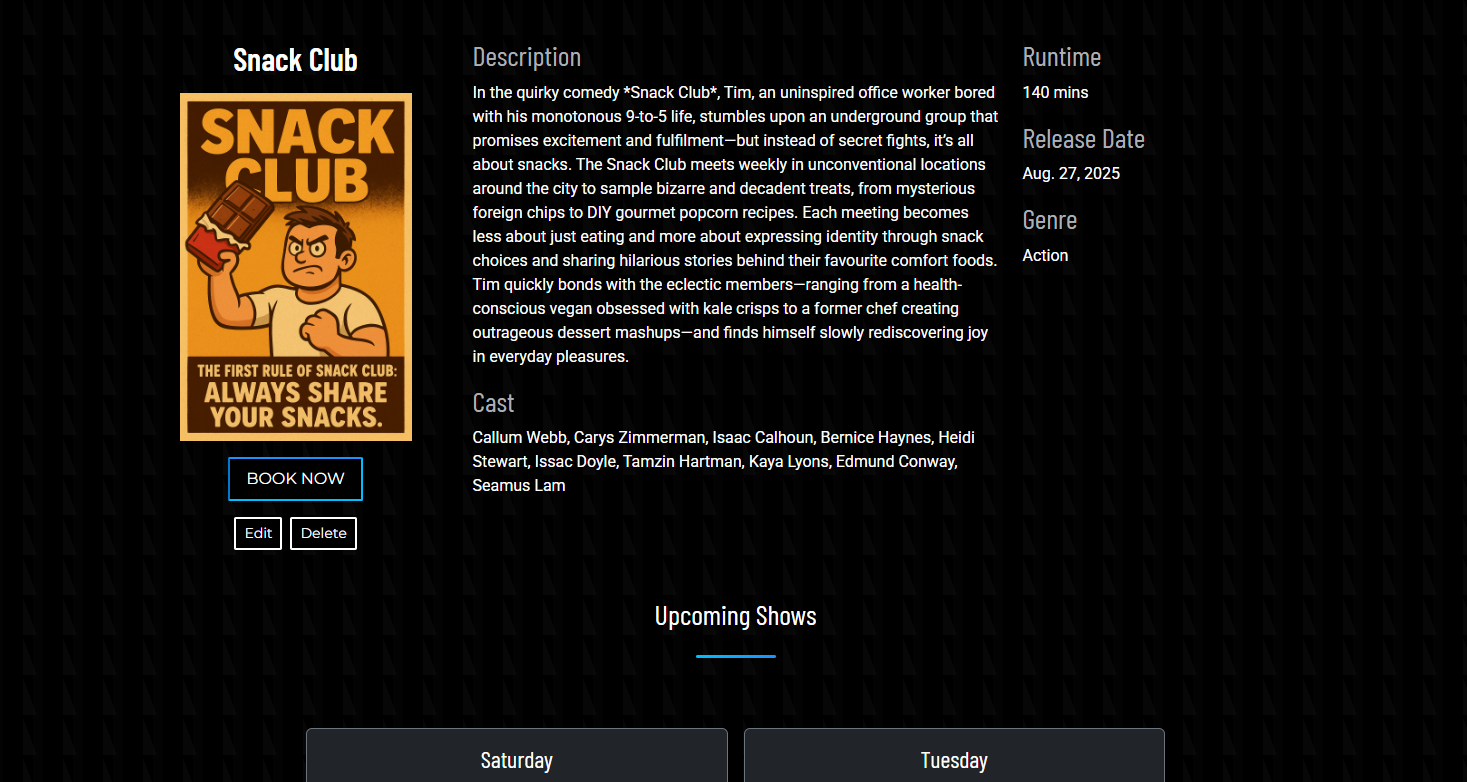 Snack Club
SNACK
CLUB
THE FIRST RULE OF SNACK CLUB:
ALWAYS SHARE
YOUR SNACKS.
BOOK NOW
Edit
Delete
Description
In the quirky comedy *Snack Club*, Tim, an uninspired office worker bored
with his monotonous 9-to-5 life, stumbles upon an underground group that
promises excitement and fulfilment—but instead of secret fights, it’s all
about snacks. The Snack Club meets weekly in unconventional locations
around the city to sample bizarre and decadent treats, from mysterious
foreign chips to DIY gourmet popcorn recipes. Each meeting becomes
less about just eating and more about expressing identity through snack
choices and sharing hilarious stories behind their favourite comfort foods.
Tim quickly bonds with the eclectic members—ranging from a health-
conscious vegan obsessed with kale crisps to a former chef creating
outrageous dessert mashups—and finds himself slowly rediscovering joy
in everyday pleasures.
Cast
Callum Webb, Carys Zimmerman, Isaac Calhoun, Bernice Haynes, Heidi
Stewart, Issac Doyle, Tamzin Hartman, Kaya Lyons, Edmund Conway,
Seamus Lam
Runtime
140 mins
Release Date
Aug. 27, 2025
Genre
Action
Upcoming Shows
Saturday
Tuesday